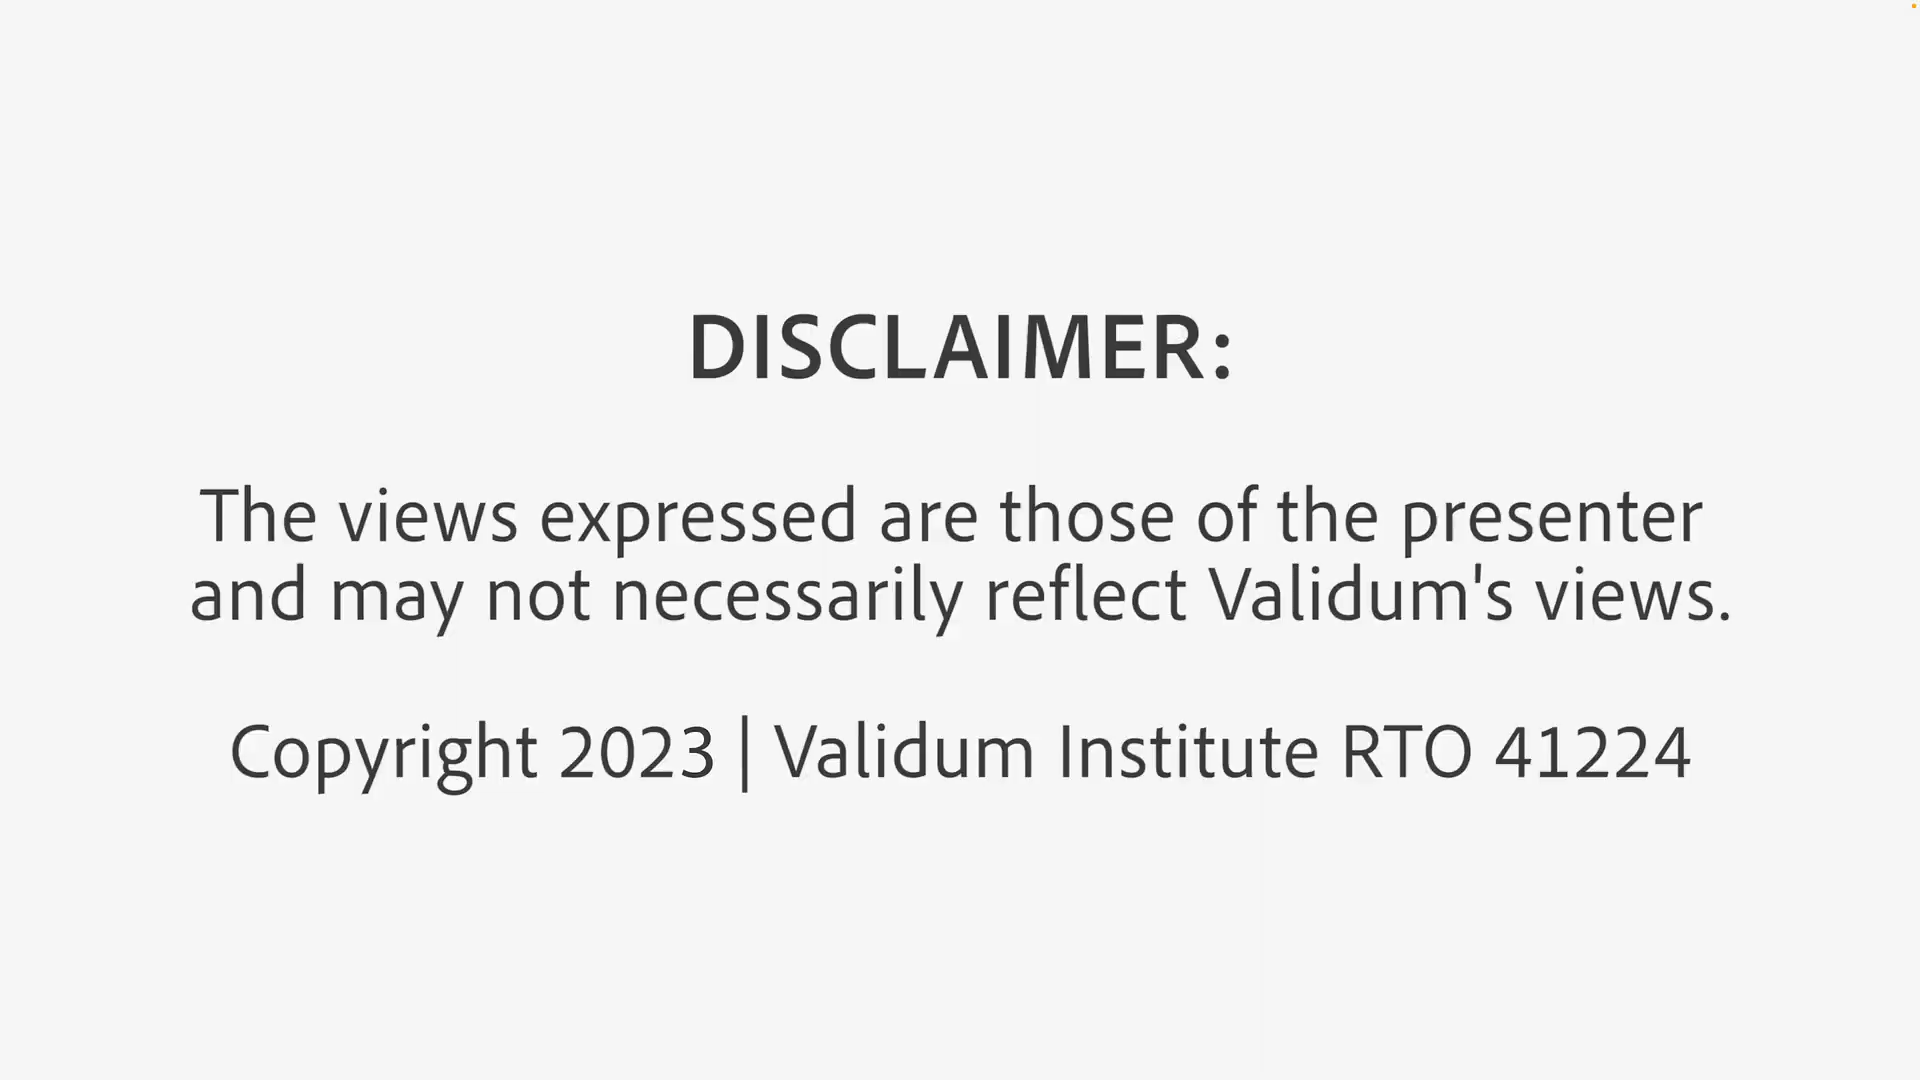 DISCLAIMER:
The views expressed are those of the presenter
and may not necessarily reflect Validum's views.
Copyright 2023 | Validum Institute RTO 41224